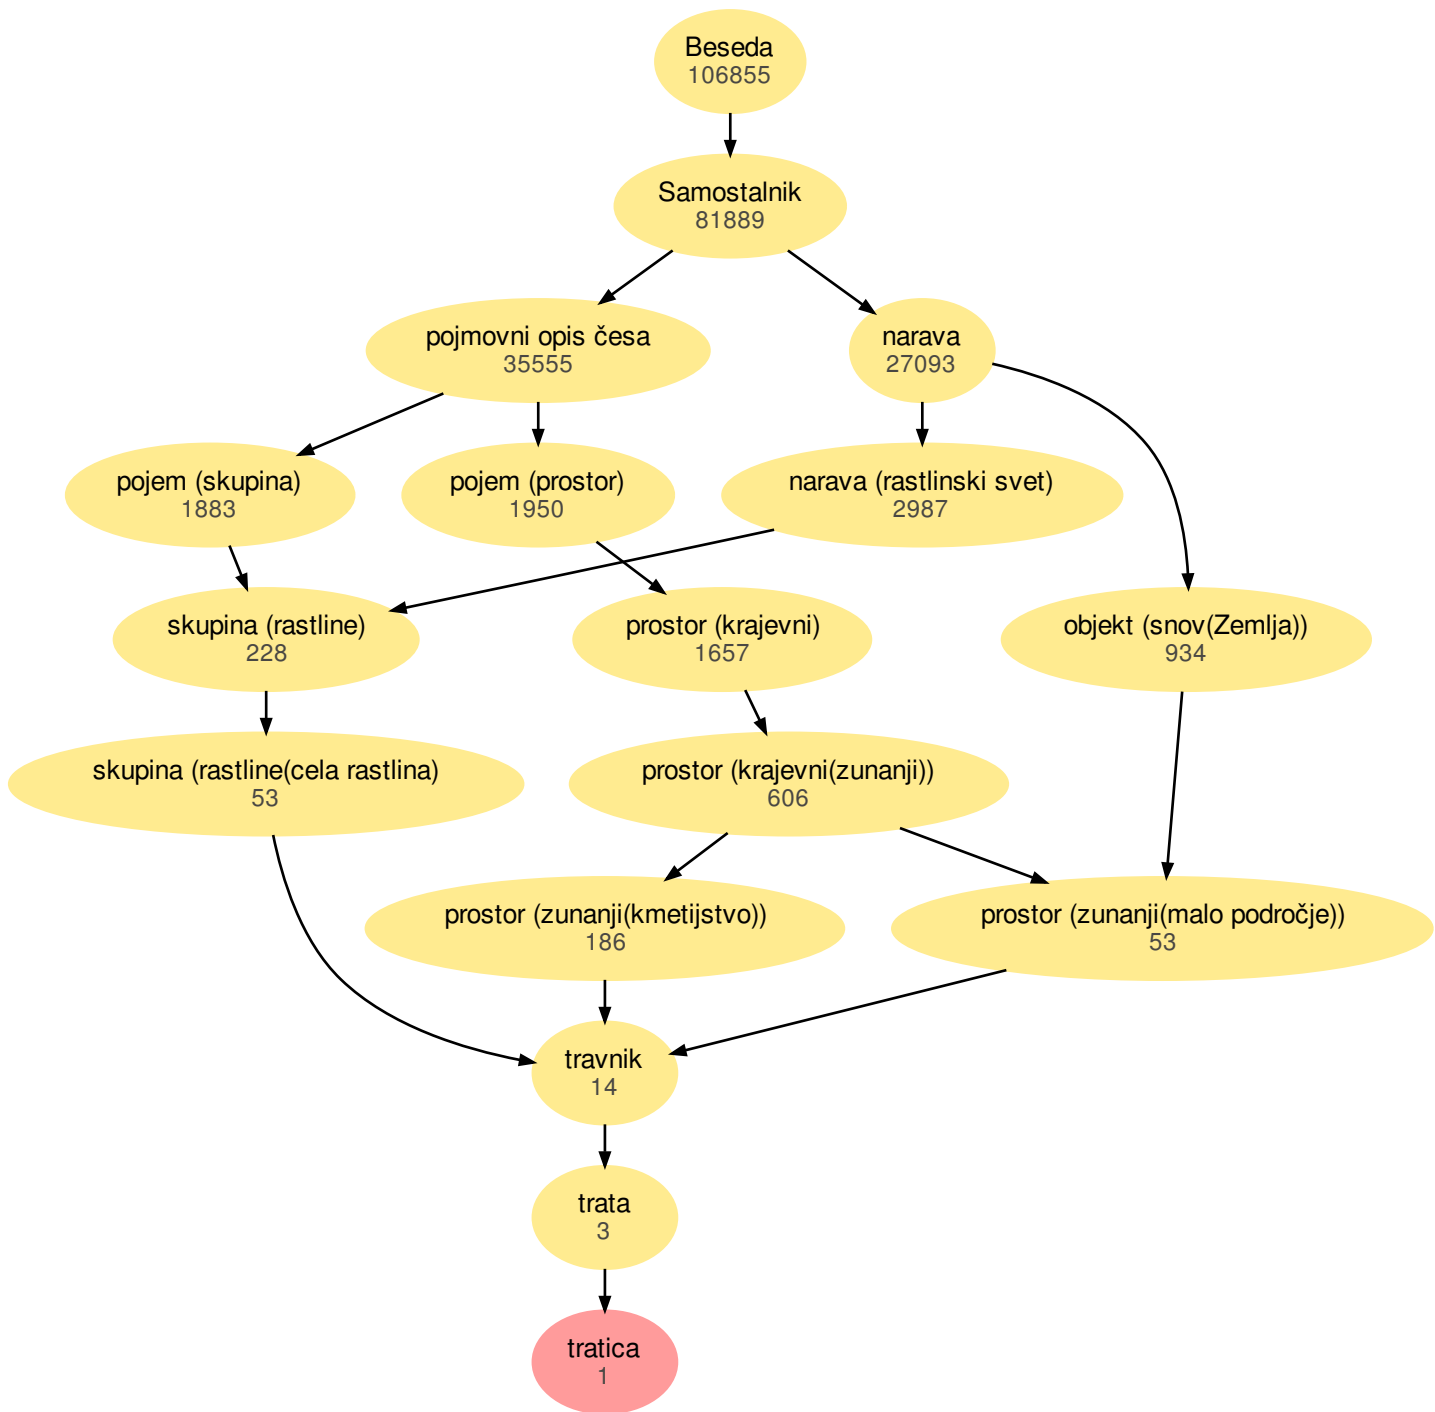 Beseda
106855
Samostalnik
81889
pojmovni opis česa
35555
narava
27093
pojem (skupina)
1883
pojem (prostor)
1950
narava (rastlinski svet)
2987
skupina (rastline)
228
prostor (krajevni)
1657
objekt (snov(Zemlja))
934
skupina (rastline(cela rastlina)
53
prostor (krajevni(zunanji))
606
prostor (zunanji(kmetijstvo))
186
prostor (zunanji(malo področje))
53
travnik
14
trata
3
tratica
1